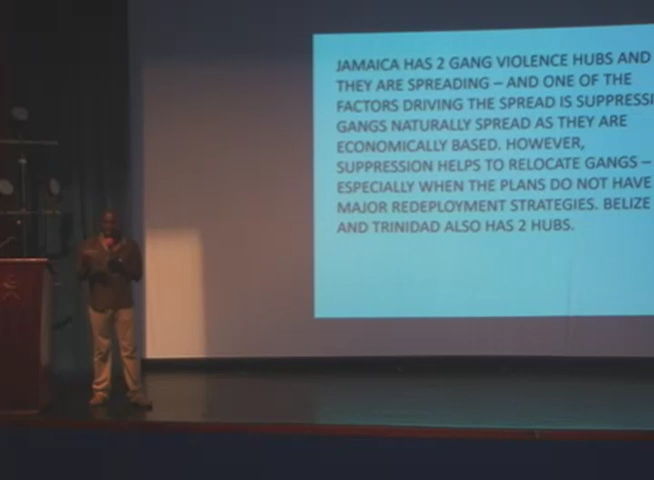 JAMAICA HAS 2 GANG VIOLENCE HUBS AND
THEY ARE SPREADING – AND ONE OF THE
FACTORS DRIVING THE SPREAD IS SUPPRESSI
GANGS NATURALLY SPREAD AS THEY ARE
ECONOMICALLY BASED. HOWEVER,
SUPPRESSION HELPS TO RELOCATE GANGS –
ESPECIALLY WHEN THE PLANS DO NOT HAVE
MAJOR REDEPLOYMENT STRATEGIES. BELIZE
AND TRINIDAD ALSO HAS 2 HUBS.